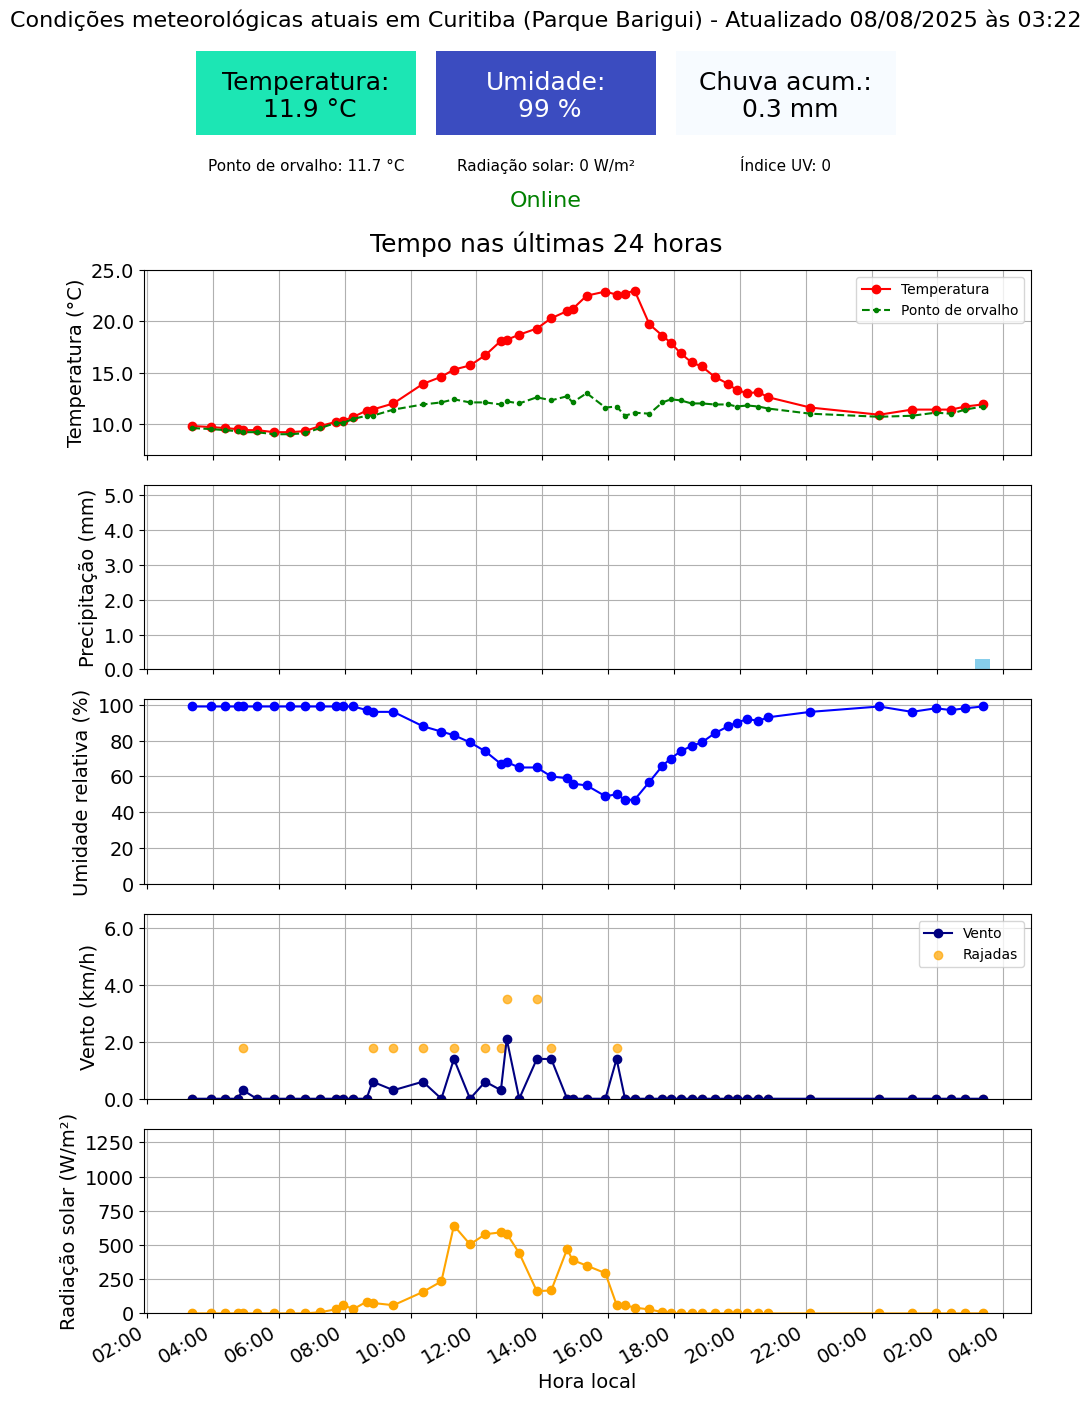 Condições meteorológicas atuais em Curitiba (Parque Barigui) - Atualizado 08/08/2025 às 03:22
Temperatura:
11.9 °C
Umidade:
99 %
Chuva acum.:
0.3 mm
Ponto de orvalho: 11.7 °C
Radiação solar: 0 W/m²
Índice UV: 0
Online
Tempo nas últimas 24 horas
Temperatura (°C)
25.0
20.0
15.0
10.0
Temperatura
Ponto de orvalho
Precipitação (mm)
5.0
4.0
3.0
2.0
1.0
0.0
Umidade relativa (%)
100
80
60
40
20
0
Vento (km/h)
6.0
4.0
2.0
0.0
Vento
Rajadas
Radiação solar (W/m²)
1250
1000
750
500
250
0
02:00
04:00
06:00
08:00
10:00
12:00
14:00
16:00
18:00
20:00
22:00
00:00
02:00
04:00
Hora local